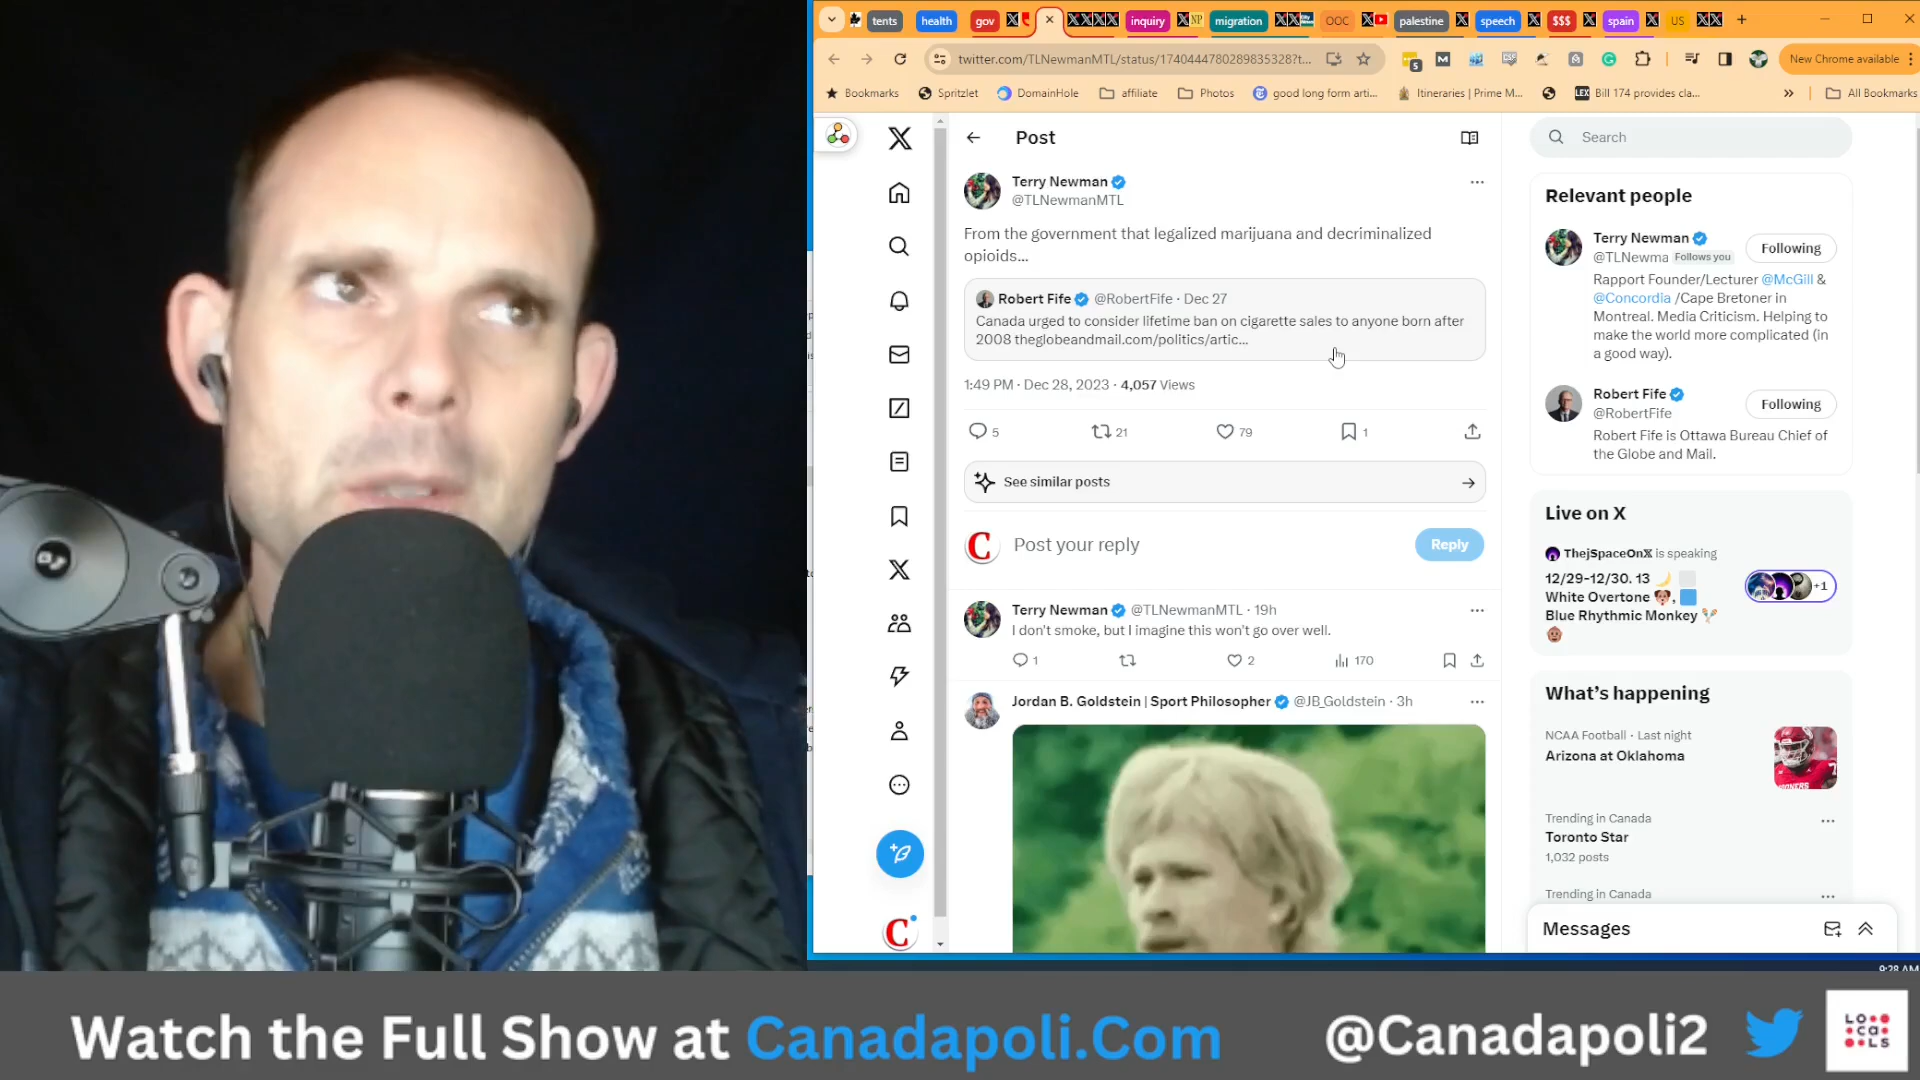 tents
health
gov
inquiry
NP
migration
OOC
palestine
speech
$$$
spain
US
twitter.com/TLNewmanMTL/status/1740444780289835328?t...
5
New Chrome available
Bookmarks
Spritzlet
DomainHole
affiliate
Photos
good long form arti...
Itineraries | Prime M...
LEX
Bill 174 provides cla...
All Bookmarks
Post
Search
Terry Newman
@TLNewmanMTL
From the government that legalized marijuana and decriminalized
opioids...
Robert Fife @RobertFife · Dec 27
Canada urged to consider lifetime ban on cigarette sales to anyone born after
2008 theglobeandmail.com/politics/artic...
1:49 PM · Dec 28, 2023 · 4,057 Views
5
21
79
1
See similar posts
Post your reply
Reply
Terry Newman @TLNewmanMTL · 19h
I don't smoke, but I imagine this won't go over well.
1
2
170
Jordan B. Goldstein | Sport Philosopher @JB_Goldstein · 3h
Relevant people
Terry Newman
@TLNewma Follows you
Following
Rapport Founder/Lecturer @McGill &
@Concordia /Cape Bretoner in
Montreal. Media Criticism. Helping to
make the world more complicated (in
a good way).
Robert Fife
@RobertFife
Following
Robert Fife is Ottawa Bureau Chief of
the Globe and Mail.
Live on X
ThejSpaceOnX is speaking
12/29-12/30. 13
White Overtone
Blue Rhythmic Monkey
+1
What's happening
NCAA Football · Last night
Arizona at Oklahoma
Trending in Canada
Toronto Star
1,032 posts
Trending in Canada
Messages
9:28 AM
Watch the Full Show at Canadapoli.Com
@Canadapoli2
LOcaLS